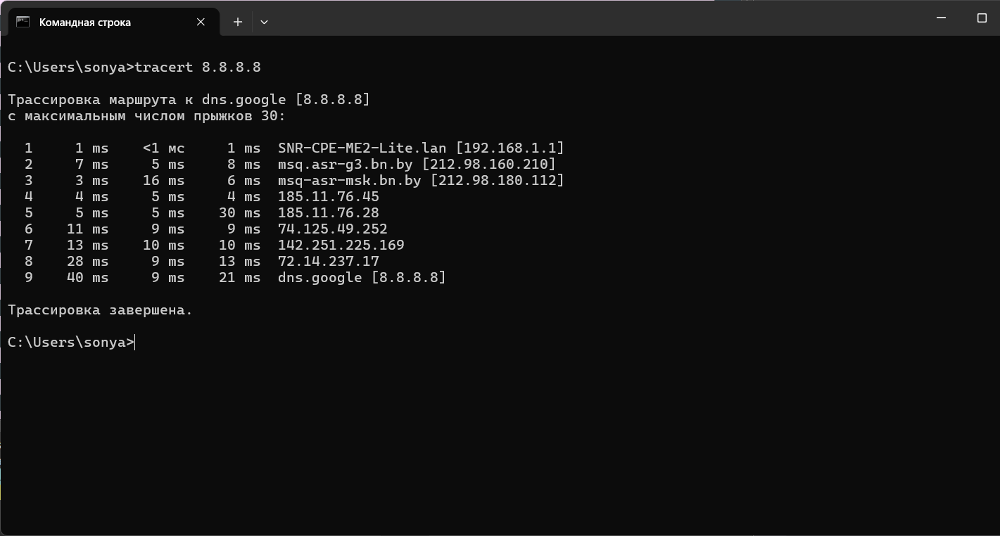 Командная строка
C:\Users\sonya>tracert 8.8.8.8
Трассировка маршрута к dns.google [8.8.8.8]
с максимальным числом прыжков 30:
1 1 ms <1 мс 1 ms SNR-CPE-ME2-Lite.lan [192.168.1.1]
2 7 ms 5 ms 8 ms msq.asr-g3.bn.by [212.98.160.210]
3 3 ms 16 ms 6 ms msq-asr-msk.bn.by [212.98.180.112]
4 4 ms 5 ms 4 ms 185.11.76.45
5 5 ms 5 ms 30 ms 185.11.76.28
6 11 ms 9 ms 9 ms 74.125.49.252
7 13 ms 10 ms 10 ms 142.251.225.169
8 28 ms 9 ms 13 ms 72.14.237.17
9 40 ms 9 ms 21 ms dns.google [8.8.8.8]
Трассировка завершена.
C:\Users\sonya>